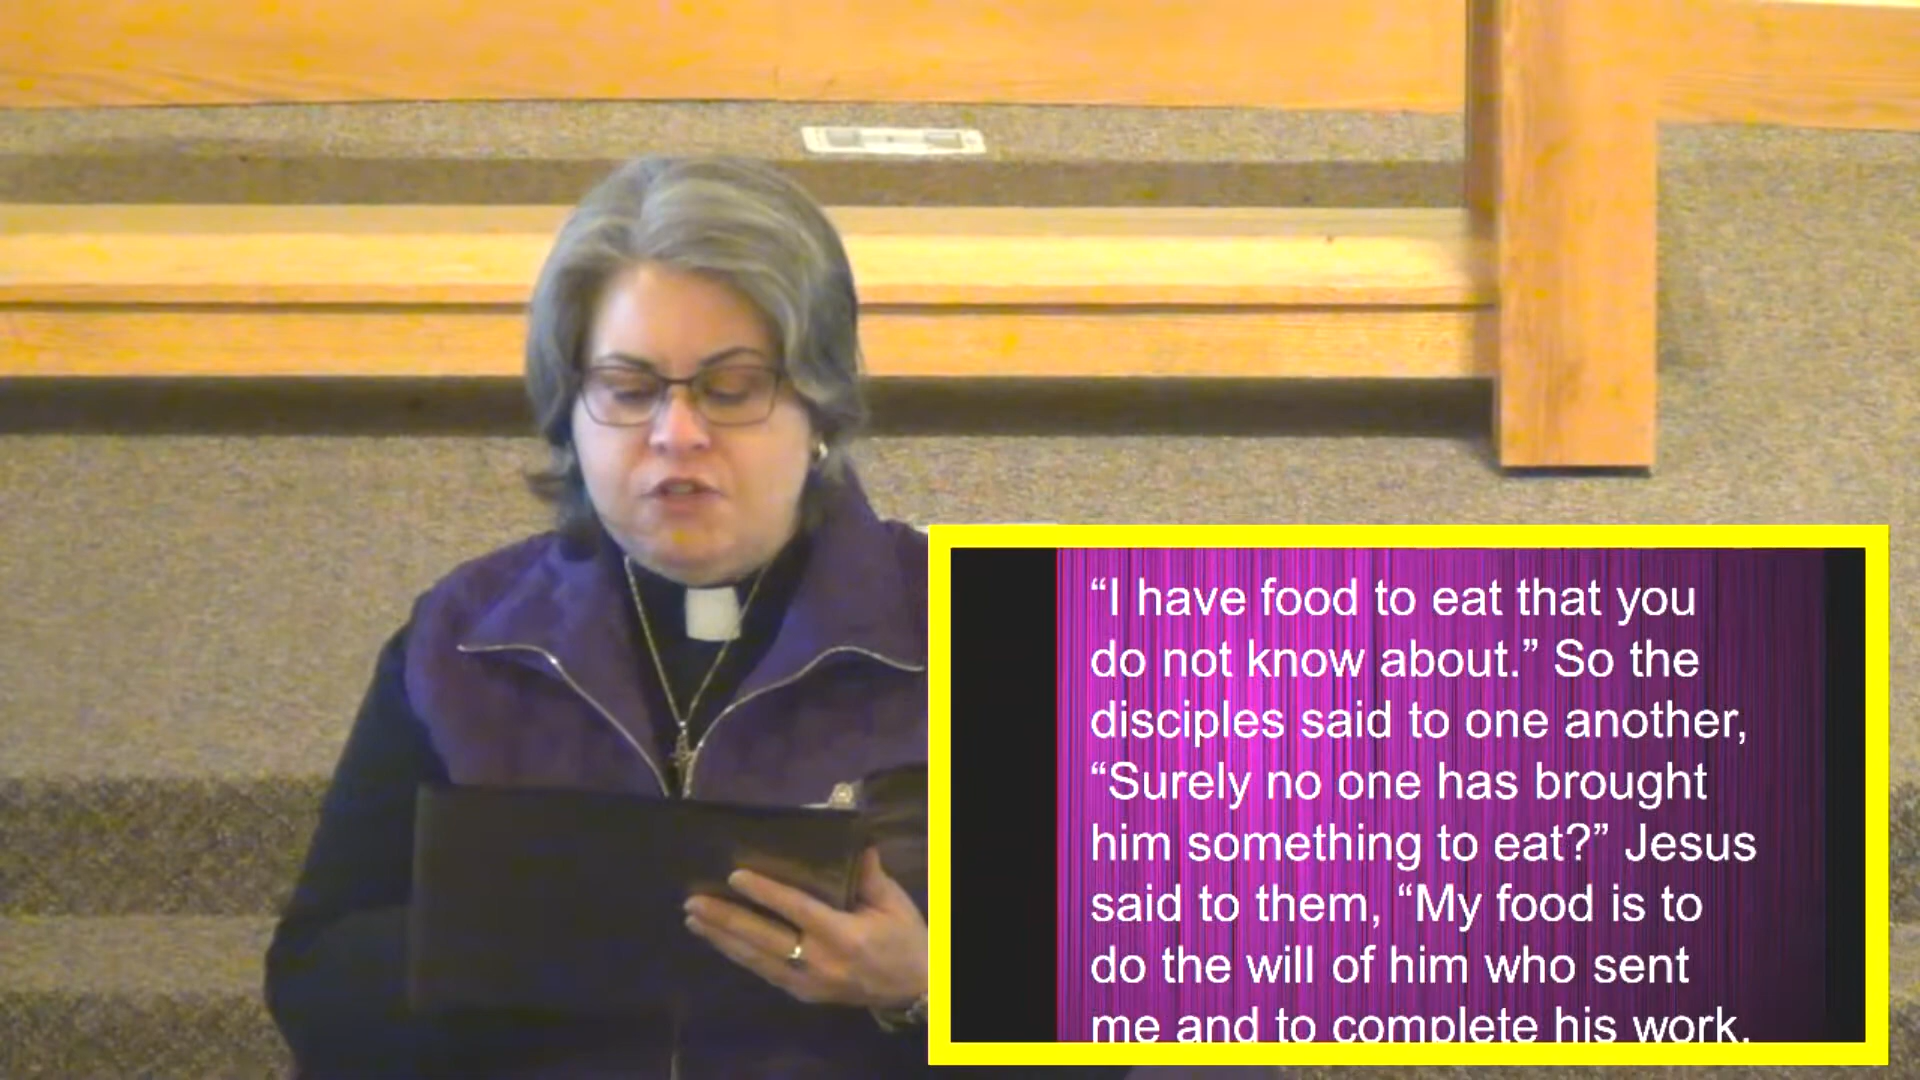 “I have food to eat that you
do not know about.” So the
disciples said to one another,
“Surely no one has brought
him something to eat?” Jesus
said to them, “My food is to
do the will of him who sent
me and to complete his work.